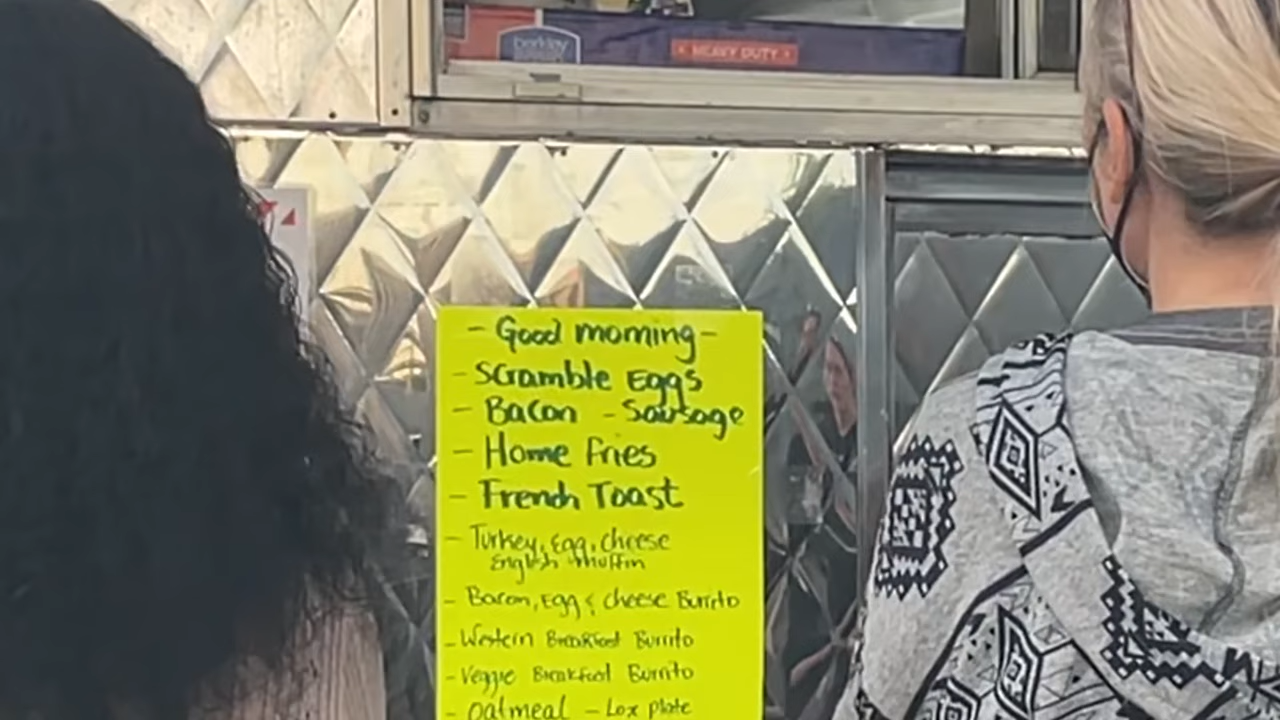 berkley
HEAVY DUTY
- Good morning -
- Scramble Eggs
- Bacon - Sausage
- Home Fries
- French Toast
- Turkey, Egg, cheese
English Muffin
- Bacon, Egg & cheese Burrito
- Western Breakfast Burrito
- Veggie Breakfast Burrito
- Oatmeal - Lox plate